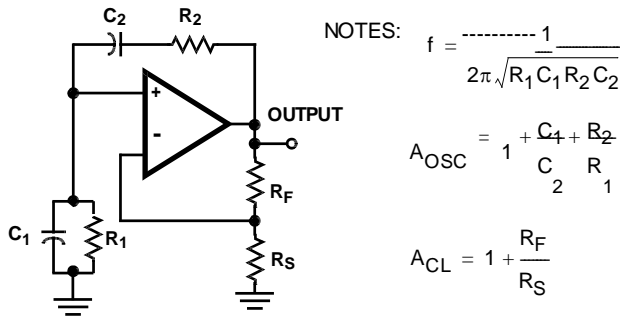 C2 R2
NOTES: f = 1
2π√R1C1R2C2
+
OUTPUT
-
AOSC = 1 + C1 + R2
C2 R1
RF
C1 R1
RS
ACL = 1 + RF
RS